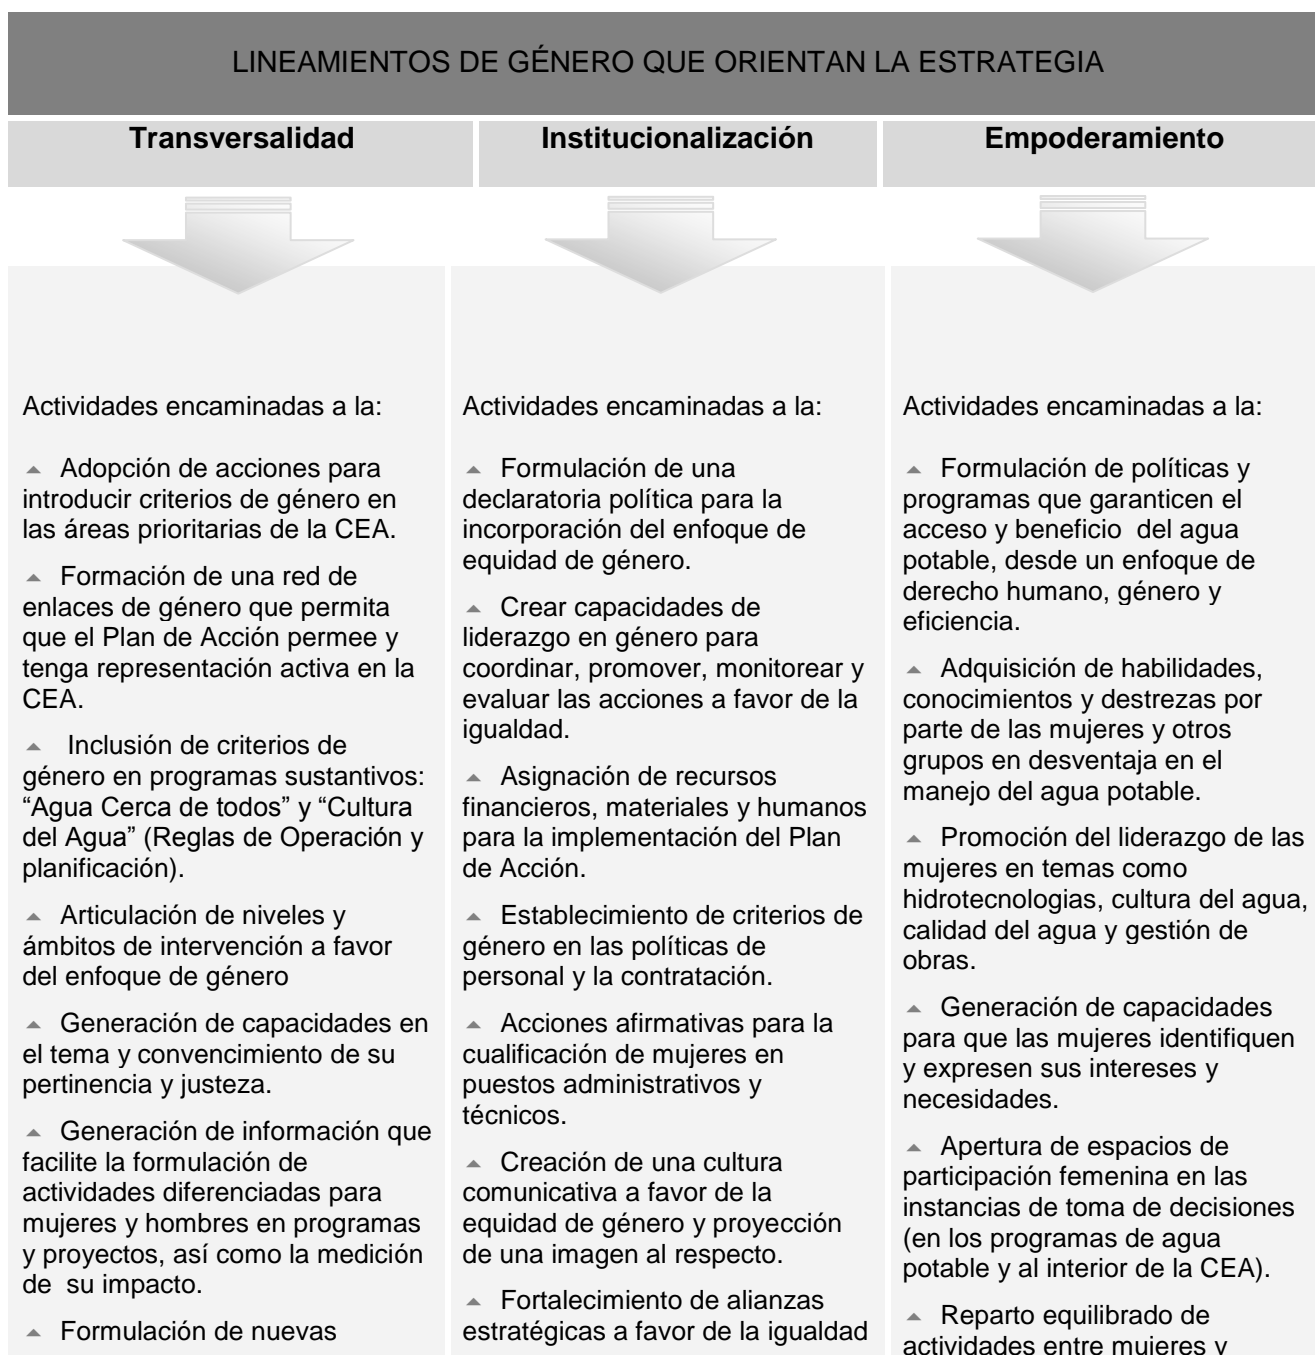 LINEAMIENTOS DE GÉNERO QUE ORIENTAN LA ESTRATEGIA
Transversalidad
Institucionalización
Empoderamiento
Actividades encaminadas a la:
Adopción de acciones para
introducir criterios de género en
las áreas prioritarias de la CEA.
Formación de una red de
enlaces de género que permita
que el Plan de Acción permee y
tenga representación activa en la
CEA.
Inclusión de criterios de
género en programas sustantivos:
“Agua Cerca de todos” y “Cultura
del Agua” (Reglas de Operación y
planificación).
Articulación de niveles y
ámbitos de intervención a favor
del enfoque de género
Generación de capacidades en
el tema y convencimiento de su
pertinencia y justeza.
Generación de información que
facilite la formulación de
actividades diferenciadas para
mujeres y hombres en programas
y proyectos, así como la medición
de  su impacto.
Formulación de nuevas
Actividades encaminadas a la:
Formulación de una
declaratoria política para la
incorporación del enfoque de
equidad de género.
Crear capacidades de
liderazgo en género para
coordinar, promover, monitorear y
evaluar las acciones a favor de la
igualdad.
Asignación de recursos
financieros, materiales y humanos
para la implementación del Plan
de Acción.
Establecimiento de criterios de
género en las políticas de
personal y la contratación.
Acciones afirmativas para la
cualificación de mujeres en
puestos administrativos y
técnicos.
Creación de una cultura
comunicativa a favor de la
equidad de género y proyección
de una imagen al respecto.
Fortalecimiento de alianzas
estratégicas a favor de la igualdad
Actividades encaminadas a la:
Formulación de políticas y
programas que garanticen el
acceso y beneficio  del agua
potable, desde un enfoque de
derecho humano, género y
eficiencia.
Adquisición de habilidades,
conocimientos y destrezas por
parte de las mujeres y otros
grupos en desventaja en el
manejo del agua potable.
Promoción del liderazgo de las
mujeres en temas como
hidrotecnologias, cultura del agua,
calidad del agua y gestión de
obras.
Generación de capacidades
para que las mujeres identifiquen
y expresen sus intereses y
necesidades.
Apertura de espacios de
participación femenina en las
instancias de toma de decisiones
(en los programas de agua
potable y al interior de la CEA).
Reparto equilibrado de
actividades entre mujeres y